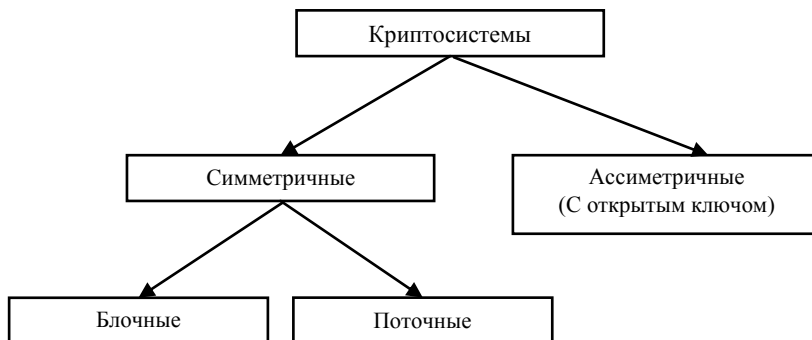 Криптосистемы
Симметричные
Ассиметричные
(С открытым ключом)
Блочные
Поточные